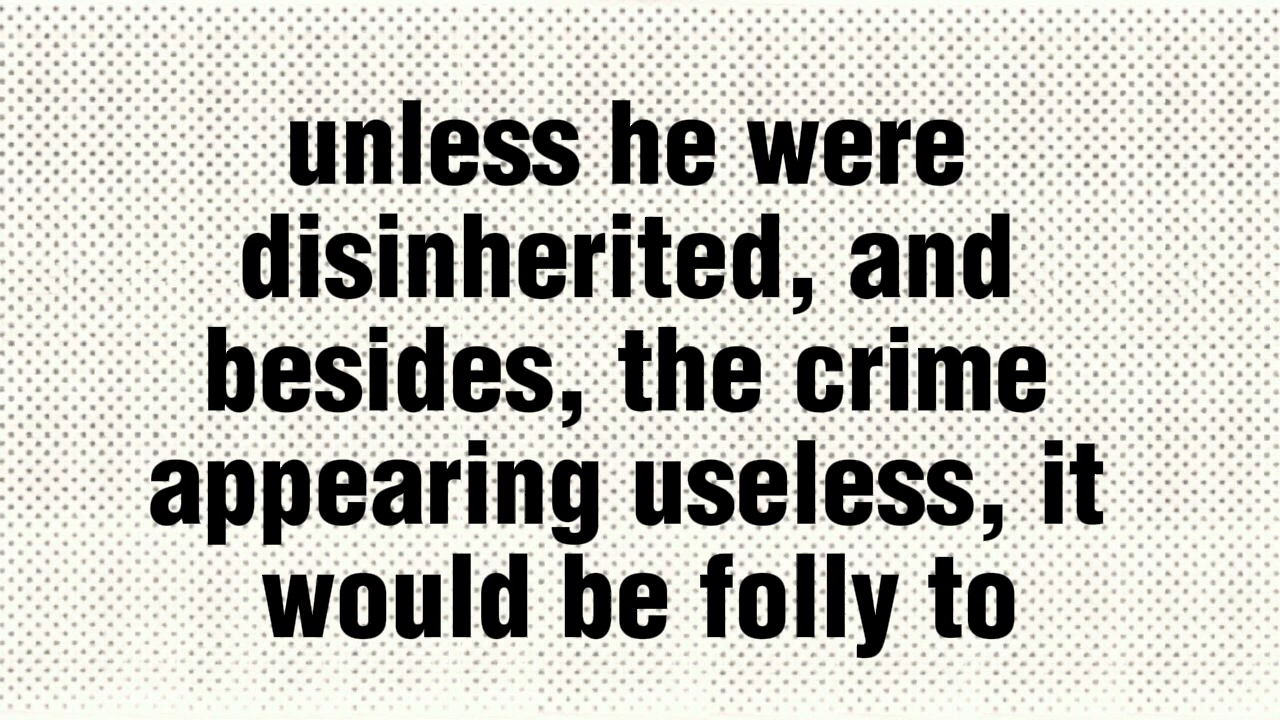 unless he were
disinherited, and
besides, the crime
appearing useless, it
would be folly to